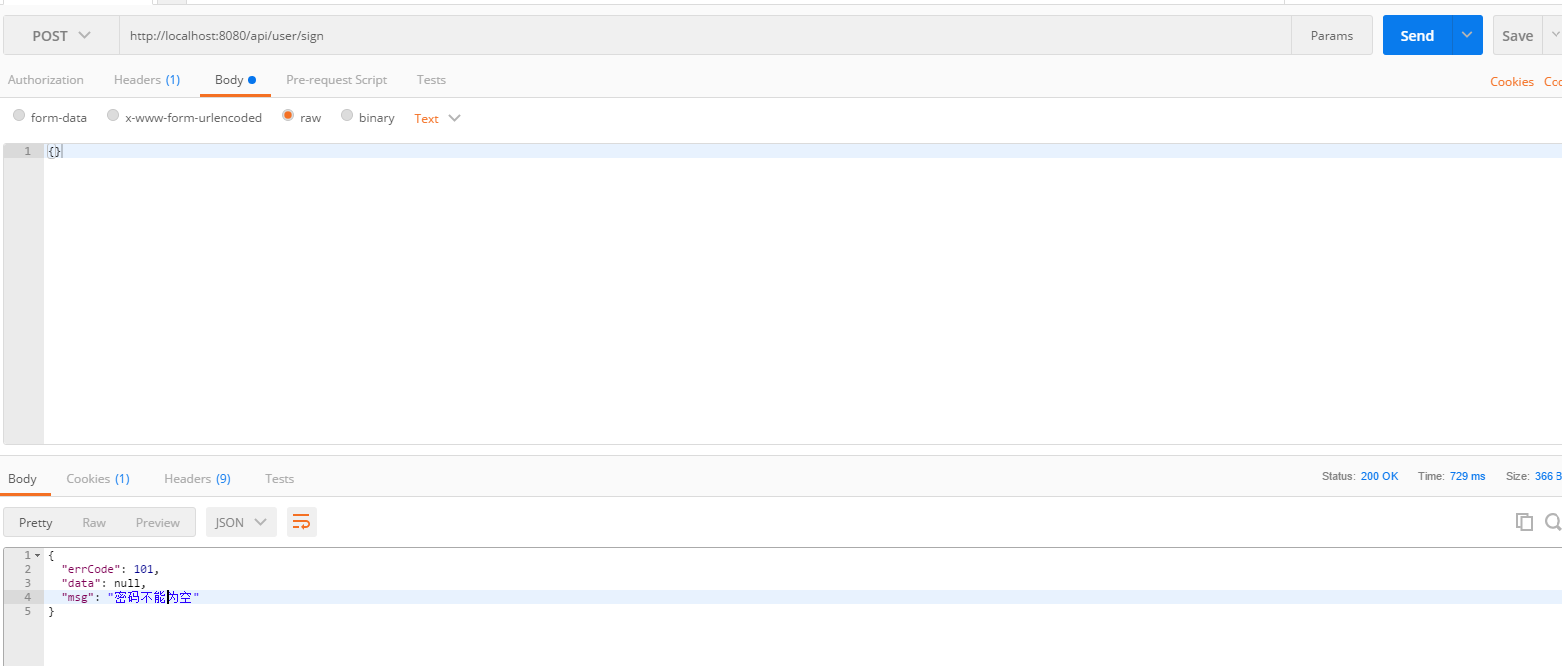 POST http://localhost:8080/api/user/sign Params Send Save
Authorization Headers (1) Body Pre-request Script Tests Cookies
form-data x-www-form-urlencoded raw binary Text
1 {}
Body Cookies (1) Headers (9) Tests Status: 200 OK Time: 729 ms Size: 366 B
Pretty Raw Preview JSON
1 {
2 "errCode": 101,
3 "data": null,
4 "msg": "密码不能为空"
5 }